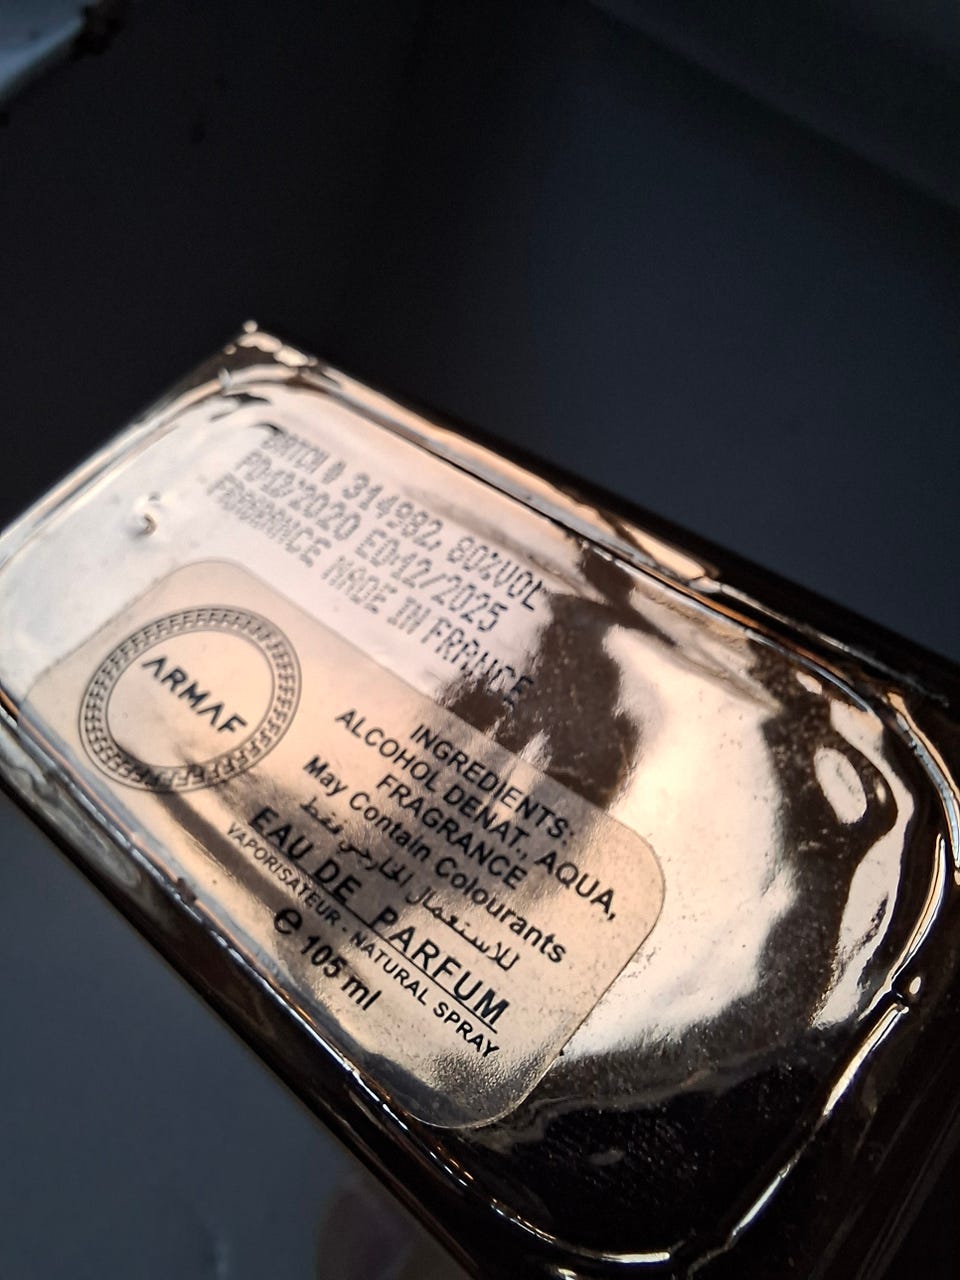 BATCH # 314982, 80%VOL
PD12/2020 ED12/2025
FRAGRANCE MADE IN FRANCE
ARMAF
INGREDIENTS:
ALCOHOL DENAT., AQUA,
FRAGRANCE
May Contain Colourants
للاستعمال الخارجي فقط
EAU DE PARFUM
VAPORISATEUR - NATURAL SPRAY
e 105 ml